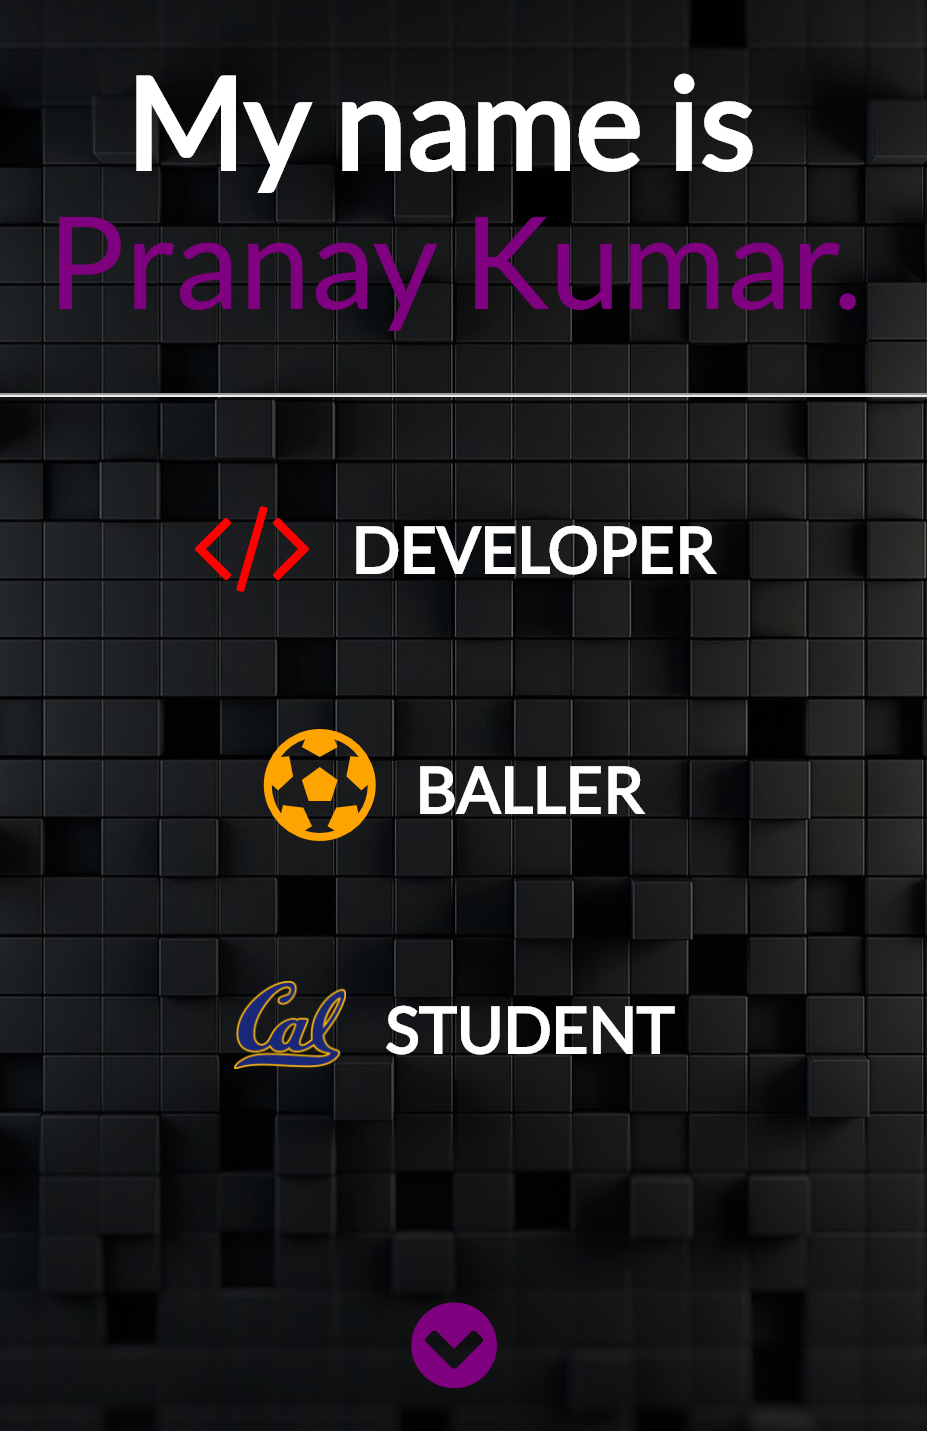 My name is
Pranay Kumar.
</> DEVELOPER
BALLER
Cal STUDENT